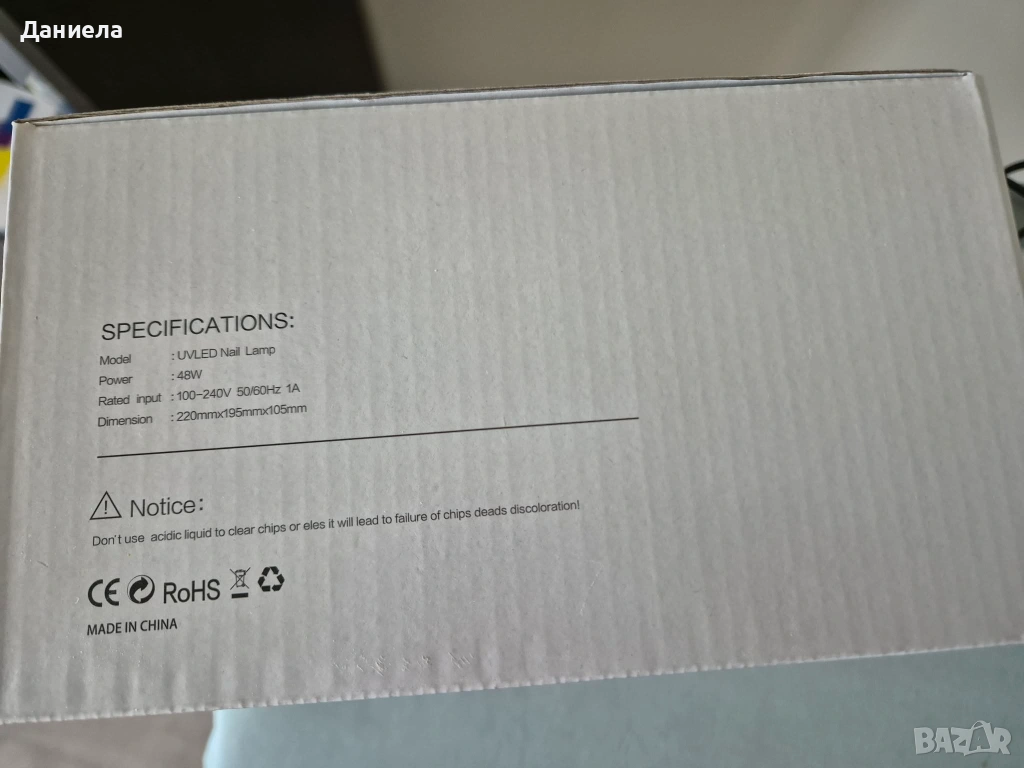 Даниела
SPECIFICATIONS:
Model : UVLED Nail Lamp
Power : 48W
Rated input : 100-240V 50/60Hz 1A
Dimension : 220mmx195mmx105mm
Notice:
Don't use acidic liquid to clear chips or eles it will lead to failure of chips deads discoloration!
CE RoHS
MADE IN CHINA
BAZAR